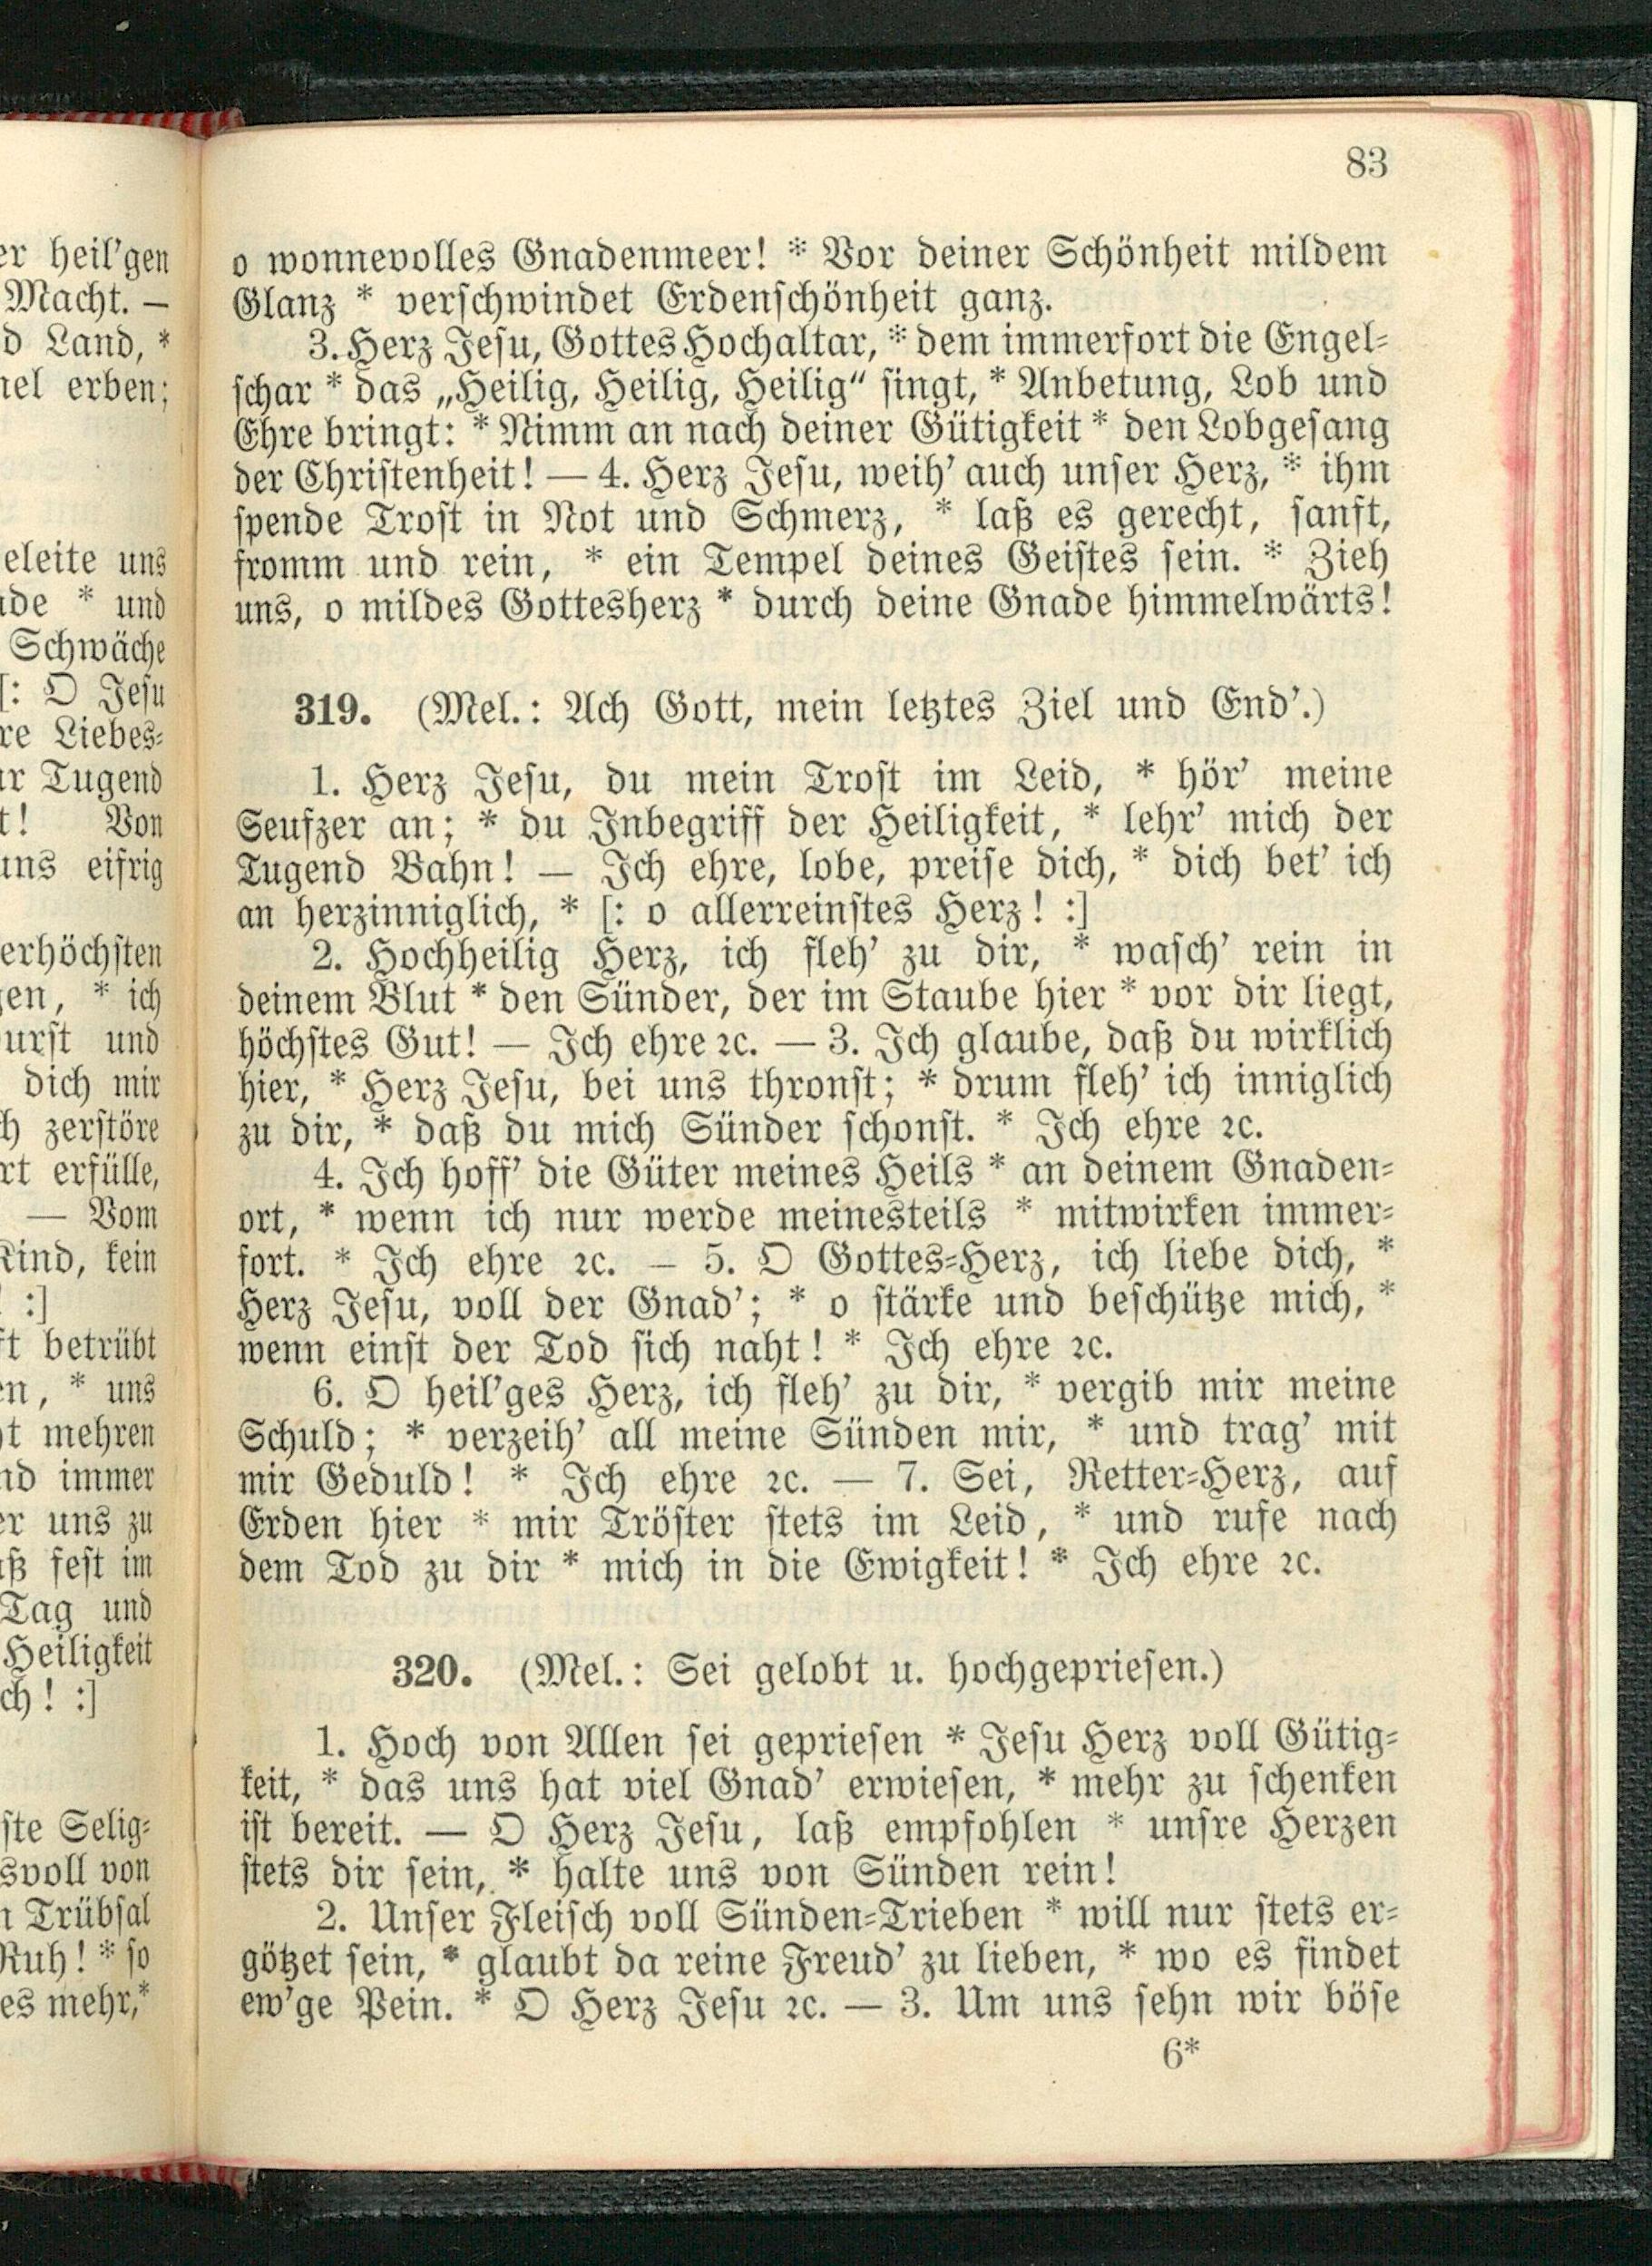 83
o wonnevolles Gnadenmeer! * Vor deiner Schönheit mildem
Glanz * verschwindet Erdenschönheit ganz.
3. Herz Jesu, Gottes Hochaltar, * dem immerfort die Engel-
schar * das „Heilig, Heilig, Heilig“ singt, * Anbetung, Lob und
Ehre bringt: * Nimm an nach deiner Gütigkeit * den Lobgesang
der Christenheit! — 4. Herz Jesu, weih’ auch unser Herz, * ihm
spende Trost in Not und Schmerz, * laß es gerecht, sanft,
fromm und rein, * ein Tempel deines Geistes sein. * Zieh
uns, o mildes Gottesherz * durch deine Gnade himmelwärts!
319. (Mel.: Ach Gott, mein letztes Ziel und End’.)
1. Herz Jesu, du mein Trost im Leid, * hör’ meine
Seufzer an; * du Inbegriff der Heiligkeit, * lehr’ mich der
Tugend Bahn! — Ich ehre, lobe, preise dich, * dich bet’ ich
an herzinniglich, * [: o allerreinstes Herz! :]
2. Hochheilig Herz, ich fleh’ zu dir, * wasch’ rein in
deinem Blut * den Sünder, der im Staube hier * vor dir liegt,
höchstes Gut! — Ich ehre ꝛc. — 3. Ich glaube, daß du wirklich
hier, * Herz Jesu, bei uns thronst; * drum fleh’ ich inniglich
zu dir, * daß du mich Sünder schonst. * Ich ehre ꝛc.
4. Ich hoff’ die Güter meines Heils * an deinem Gnaden-
ort, * wenn ich nur werde meinesteils * mitwirken immer-
fort. * Ich ehre ꝛc. — 5. O Gottes-Herz, ich liebe dich, *
Herz Jesu, voll der Gnad’; * o stärke und beschütze mich, *
wenn einst der Tod sich naht! * Ich ehre ꝛc.
6. O heil’ges Herz, ich fleh’ zu dir, * vergib mir meine
Schuld; * verzeih’ all meine Sünden mir, * und trag’ mit
mir Geduld! * Ich ehre ꝛc. — 7. Sei, Retter-Herz, auf
Erden hier * mir Tröster stets im Leid, * und rufe nach
dem Tod zu dir * mich in die Ewigkeit! * Ich ehre ꝛc.
320. (Mel.: Sei gelobt u. hochgepriesen.)
1. Hoch von Allen sei gepriesen * Jesu Herz voll Gütig-
keit, * das uns hat viel Gnad’ erwiesen, * mehr zu schenken
ist bereit. — O Herz Jesu, laß empfohlen * unsre Herzen
stets dir sein, * halte uns von Sünden rein!
2. Unser Fleisch voll Sünden-Trieben * will nur stets er-
götzet sein, * glaubt da reine Freud’ zu lieben, * wo es findet
ew’ge Pein. * O Herz Jesu ꝛc. — 3. Um uns sehn wir böse
6*